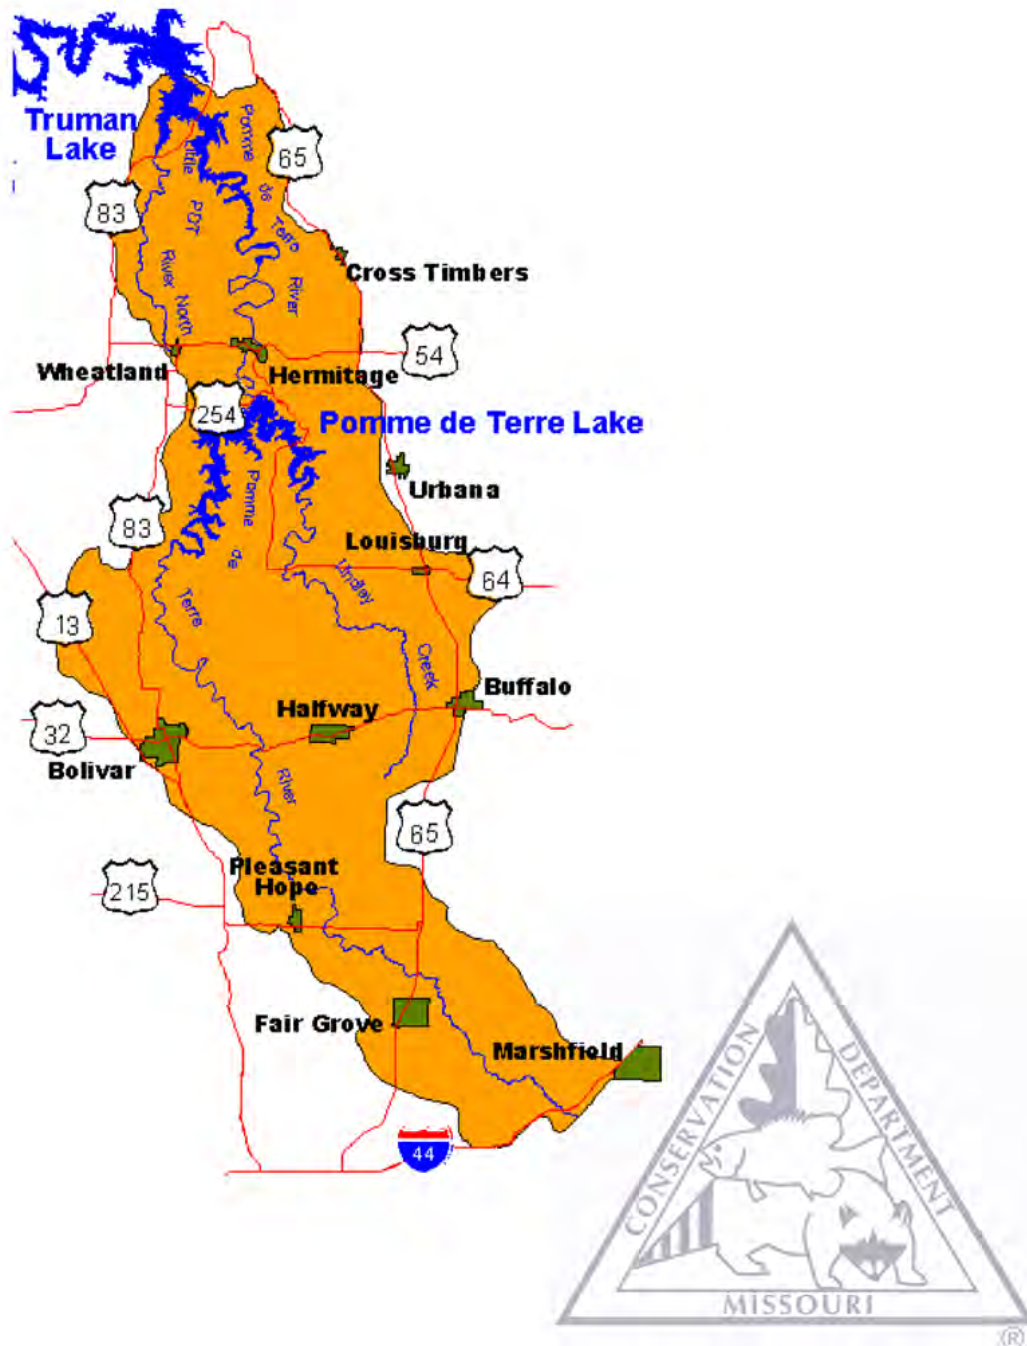 Truman
Lake
65
83
Little
PDT
River
North
Pomme
de
Terre
River
Cross Timbers
54
Wheatland
Hermitage
254
Pomme de Terre Lake
Urbana
83
Pomme
de
Terre
River
Louisburg
64
Lindley
Creek
13
Buffalo
Halfway
32
Bolivar
65
Pleasant
Hope
215
Fair Grove
Marshfield
44
CONSERVATION
DEPARTMENT
MISSOURI
®